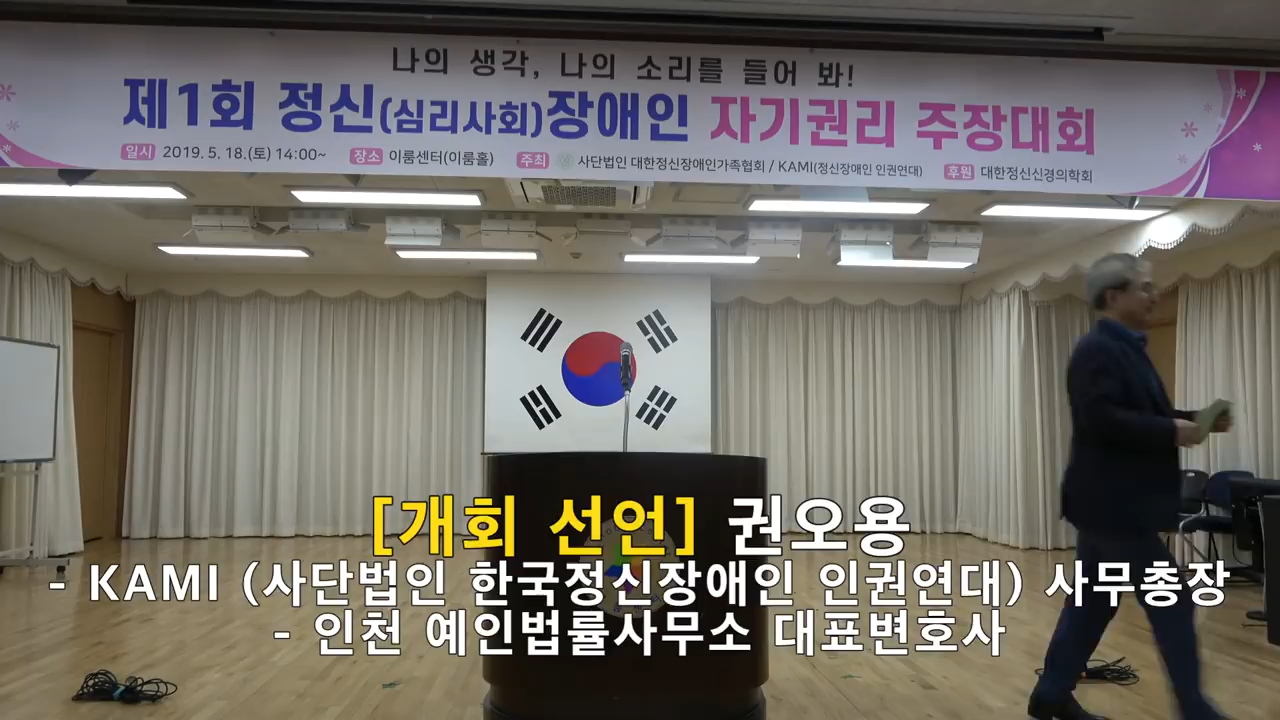 나의 생각, 나의 소리를 들어 봐!
제1회 정신(심리사회)장애인 자기권리 주장대회
일시 2019. 5. 18.(토) 14:00~ 장소 이룸센터(이룸홀) 주최 사단법인 대한정신장애인가족협회 / KAMI(정신장애인 인권연대) 후원 대한정신신경의학회
[개회 선언] 권오용
- KAMI (사단법인 한국정신장애인 인권연대) 사무총장
- 인천 예인법률사무소 대표변호사